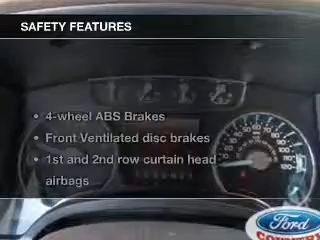 SAFETY FEATURES
• 4-wheel ABS Brakes
• Front Ventilated disc brakes
• 1st and 2nd row curtain head
airbags
Ford